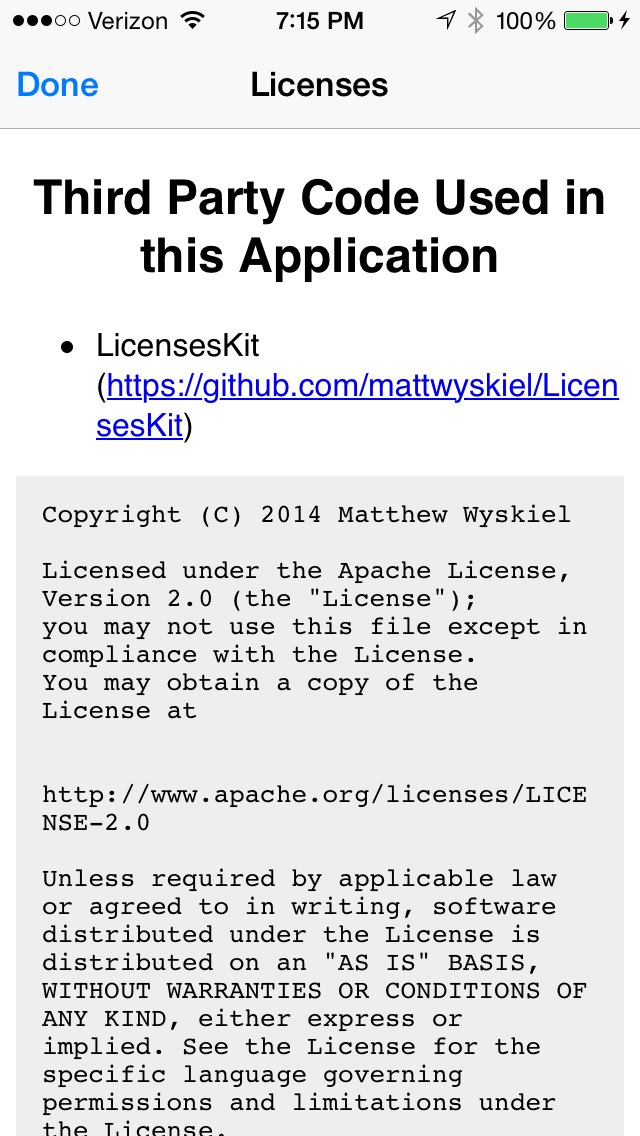 Verizon 7:15 PM 100%
Done Licenses
Third Party Code Used in
this Application
• LicensesKit
(https://github.com/mattwyskiel/Licen
sesKit)
Copyright (C) 2014 Matthew Wyskiel
Licensed under the Apache License,
Version 2.0 (the "License");
you may not use this file except in
compliance with the License.
You may obtain a copy of the
License at
http://www.apache.org/licenses/LICE
NSE-2.0
Unless required by applicable law
or agreed to in writing, software
distributed under the License is
distributed on an "AS IS" BASIS,
WITHOUT WARRANTIES OR CONDITIONS OF
ANY KIND, either express or
implied. See the License for the
specific language governing
permissions and limitations under
the License.